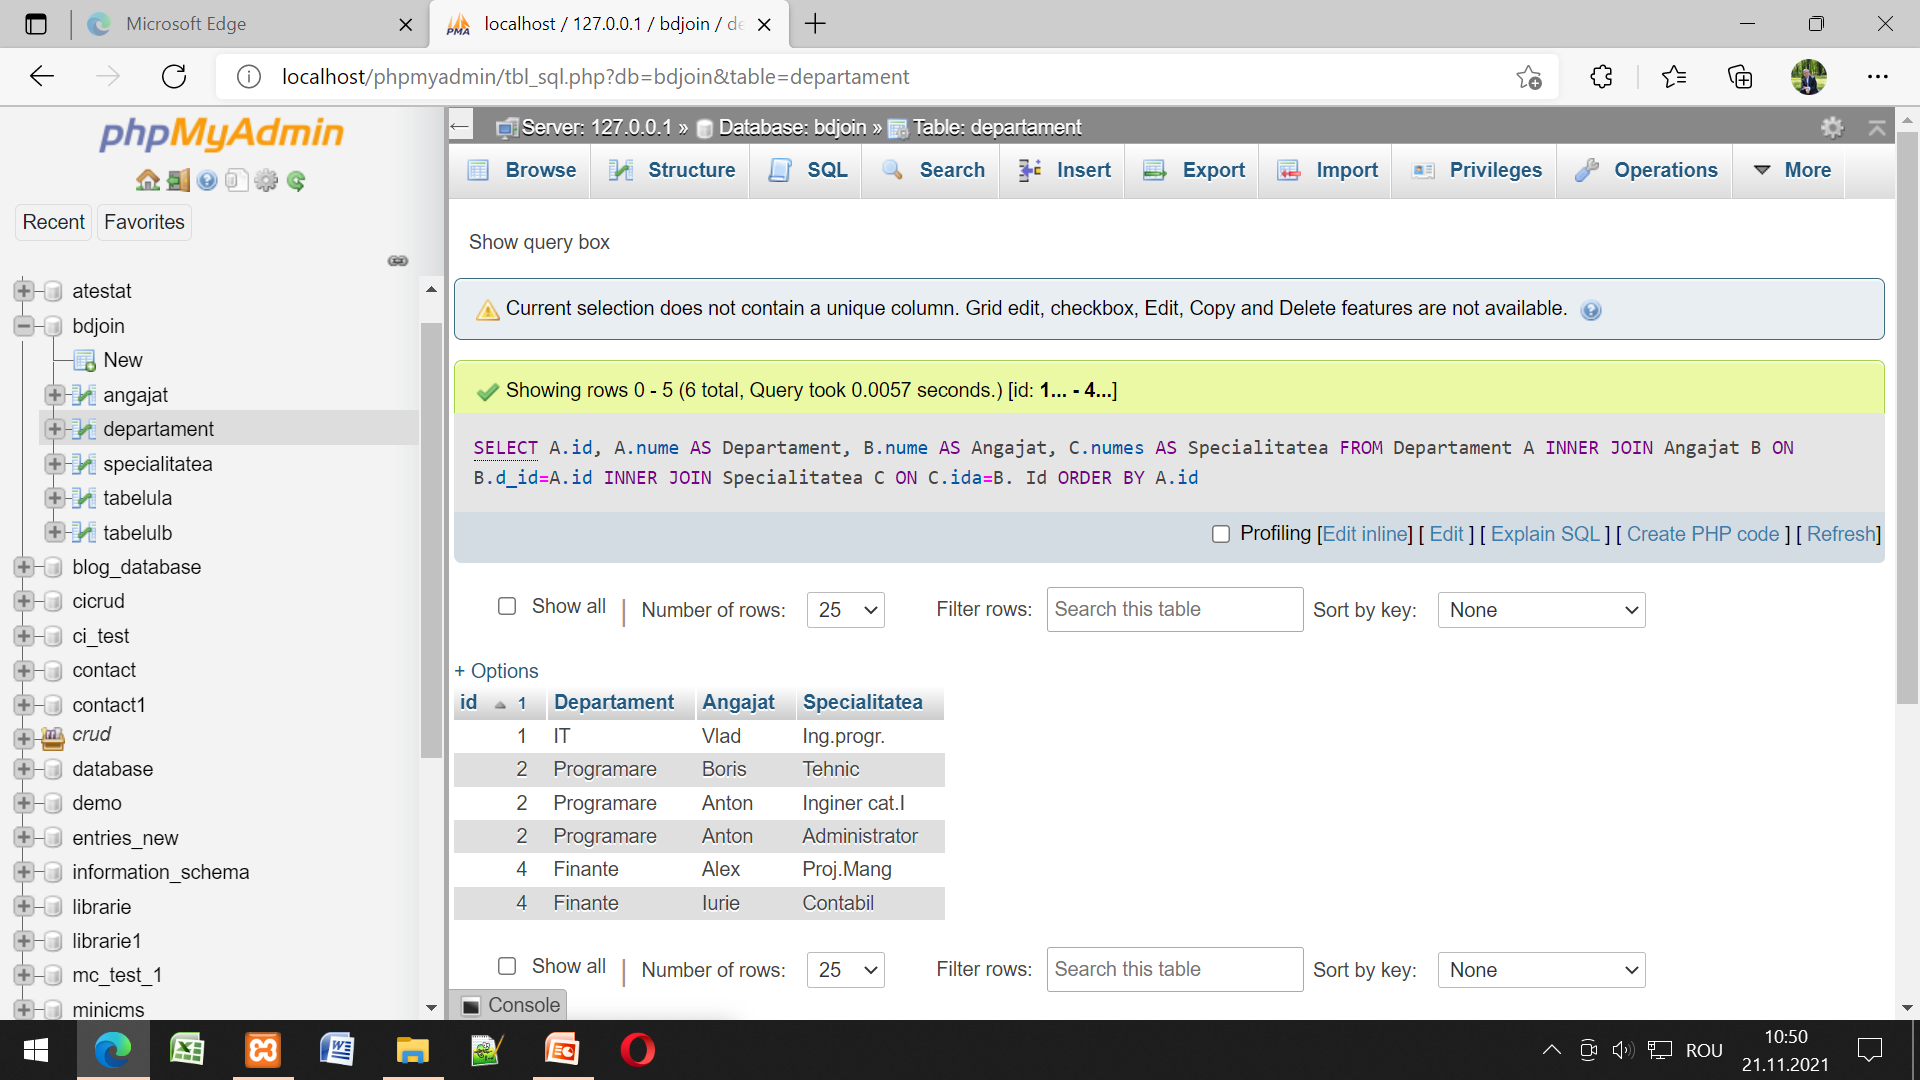 Microsoft Edge
localhost / 127.0.0.1 / bdjoin / de
localhost/phpmyadmin/tbl_sql.php?db=bdjoin&table=departament
phpMyAdmin
Recent
Favorites
atestat
bdjoin
New
angajat
departament
specialitatea
tabelula
tabelulb
blog_database
cicrud
ci_test
contact
contact1
crud
database
demo
entries_new
information_schema
librarie
librarie1
mc_test_1
minicms
Server: 127.0.0.1 » Database: bdjoin » Table: departament
Browse Structure SQL Search Insert Export Import Privileges Operations More
Show query box
Current selection does not contain a unique column. Grid edit, checkbox, Edit, Copy and Delete features are not available.
Showing rows 0 - 5 (6 total, Query took 0.0057 seconds.) [id: 1... - 4...]
SELECT A.id, A.nume AS Departament, B.nume AS Angajat, C.numes AS Specialitatea FROM Departament A INNER JOIN Angajat B ON
B.d_id=A.id INNER JOIN Specialitatea C ON C.ida=B. Id ORDER BY A.id
Profiling [Edit inline] [ Edit ] [ Explain SQL ] [ Create PHP code ] [ Refresh]
Show all | Number of rows: 25 Filter rows: Search this table Sort by key: None
+ Options
id 1 Departament Angajat Specialitatea
1 IT Vlad Ing.progr.
2 Programare Boris Tehnic
2 Programare Anton Inginer cat.I
2 Programare Anton Administrator
4 Finante Alex Proj.Mang
4 Finante Iurie Contabil
Show all | Number of rows: 25 Filter rows: Search this table Sort by key: None
Console
ROU
10:50
21.11.2021